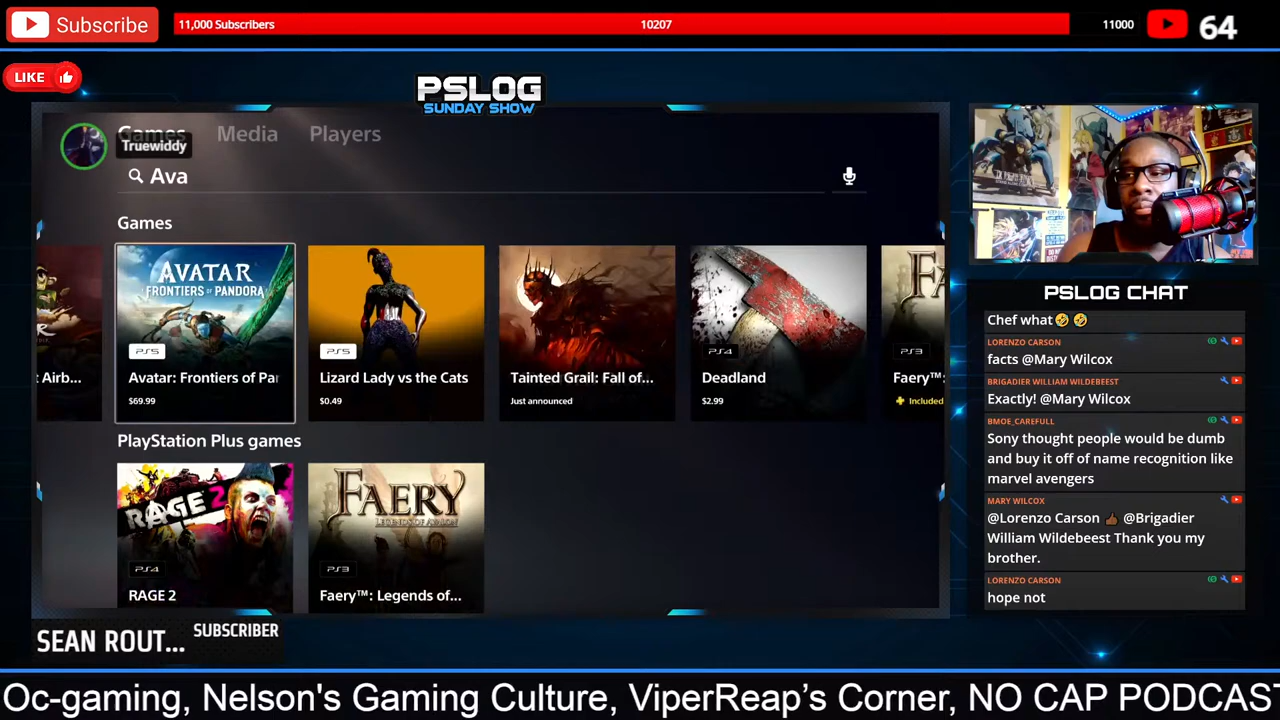 Subscribe
11,000 Subscribers
10207
11000
64
LIKE
PSLOG
SUNDAY SHOW
Games Media Players
Truewiddy
Ava
Games
AVATAR
FRONTIERS OF PANDORA
PS5
PS5
PS4
PS3
t Airb...
Avatar: Frontiers of Par
Lizard Lady vs the Cats
Tainted Grail: Fall of...
Deadland
Faery™:
$69.99
$0.49
Just announced
$2.99
Included
PlayStation Plus games
RAGE 2
FAERY
LEGENDS OF AVALON
PS4
PS3
RAGE 2
Faery™: Legends of...
PSLOG CHAT
Chef what🤣 🤣
LORENZO CARSON
facts @Mary Wilcox
BRIGADIER WILLIAM WILDEBEEST
Exactly! @Mary Wilcox
BMOE_CAREFULL
Sony thought people would be dumb
and buy it off of name recognition like
marvel avengers
MARY WILCOX
@Lorenzo Carson 👍🏾 @Brigadier
William Wildebeest Thank you my
brother.
LORENZO CARSON
hope not
SEAN ROUT...
SUBSCRIBER
Oc-gaming, Nelson's Gaming Culture, ViperReap's Corner, NO CAP PODCAST